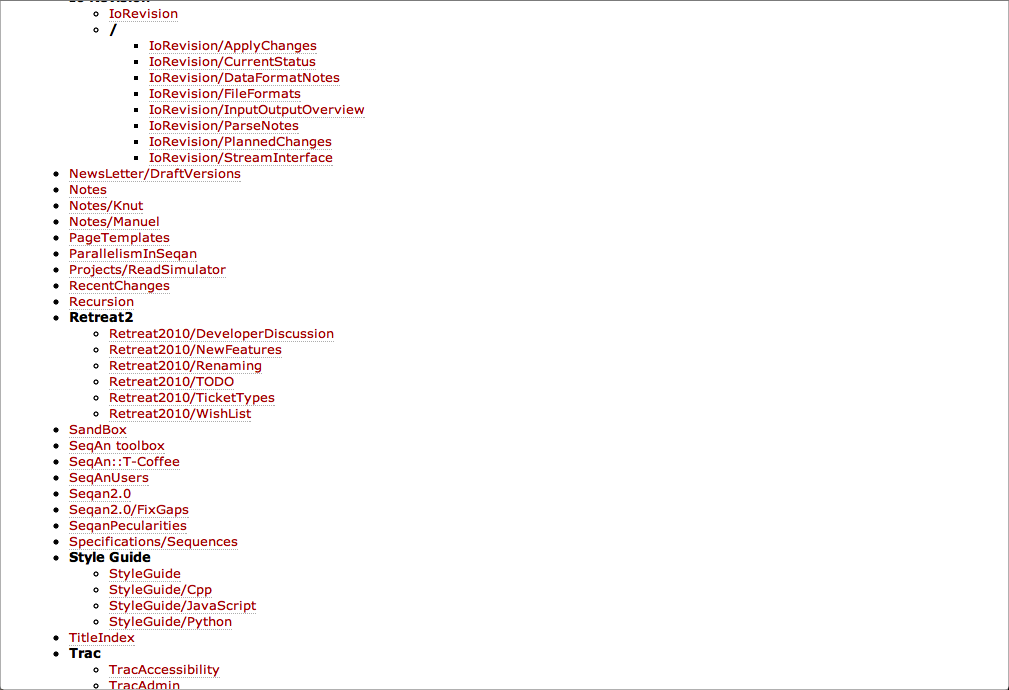 IoRevision
/
IoRevision/ApplyChanges
IoRevision/CurrentStatus
IoRevision/DataFormatNotes
IoRevision/FileFormats
IoRevision/InputOutputOverview
IoRevision/ParseNotes
IoRevision/PlannedChanges
IoRevision/StreamInterface
NewsLetter/DraftVersions
Notes
Notes/Knut
Notes/Manuel
PageTemplates
ParallelismInSeqan
Projects/ReadSimulator
RecentChanges
Recursion
Retreat2
Retreat2010/DeveloperDiscussion
Retreat2010/NewFeatures
Retreat2010/Renaming
Retreat2010/TODO
Retreat2010/TicketTypes
Retreat2010/WishList
SandBox
SeqAn toolbox
SeqAn::T-Coffee
SeqAnUsers
Seqan2.0
Seqan2.0/FixGaps
SeqanPecularities
Specifications/Sequences
Style Guide
StyleGuide
StyleGuide/Cpp
StyleGuide/JavaScript
StyleGuide/Python
TitleIndex
Trac
TracAccessibility
TracAdmin